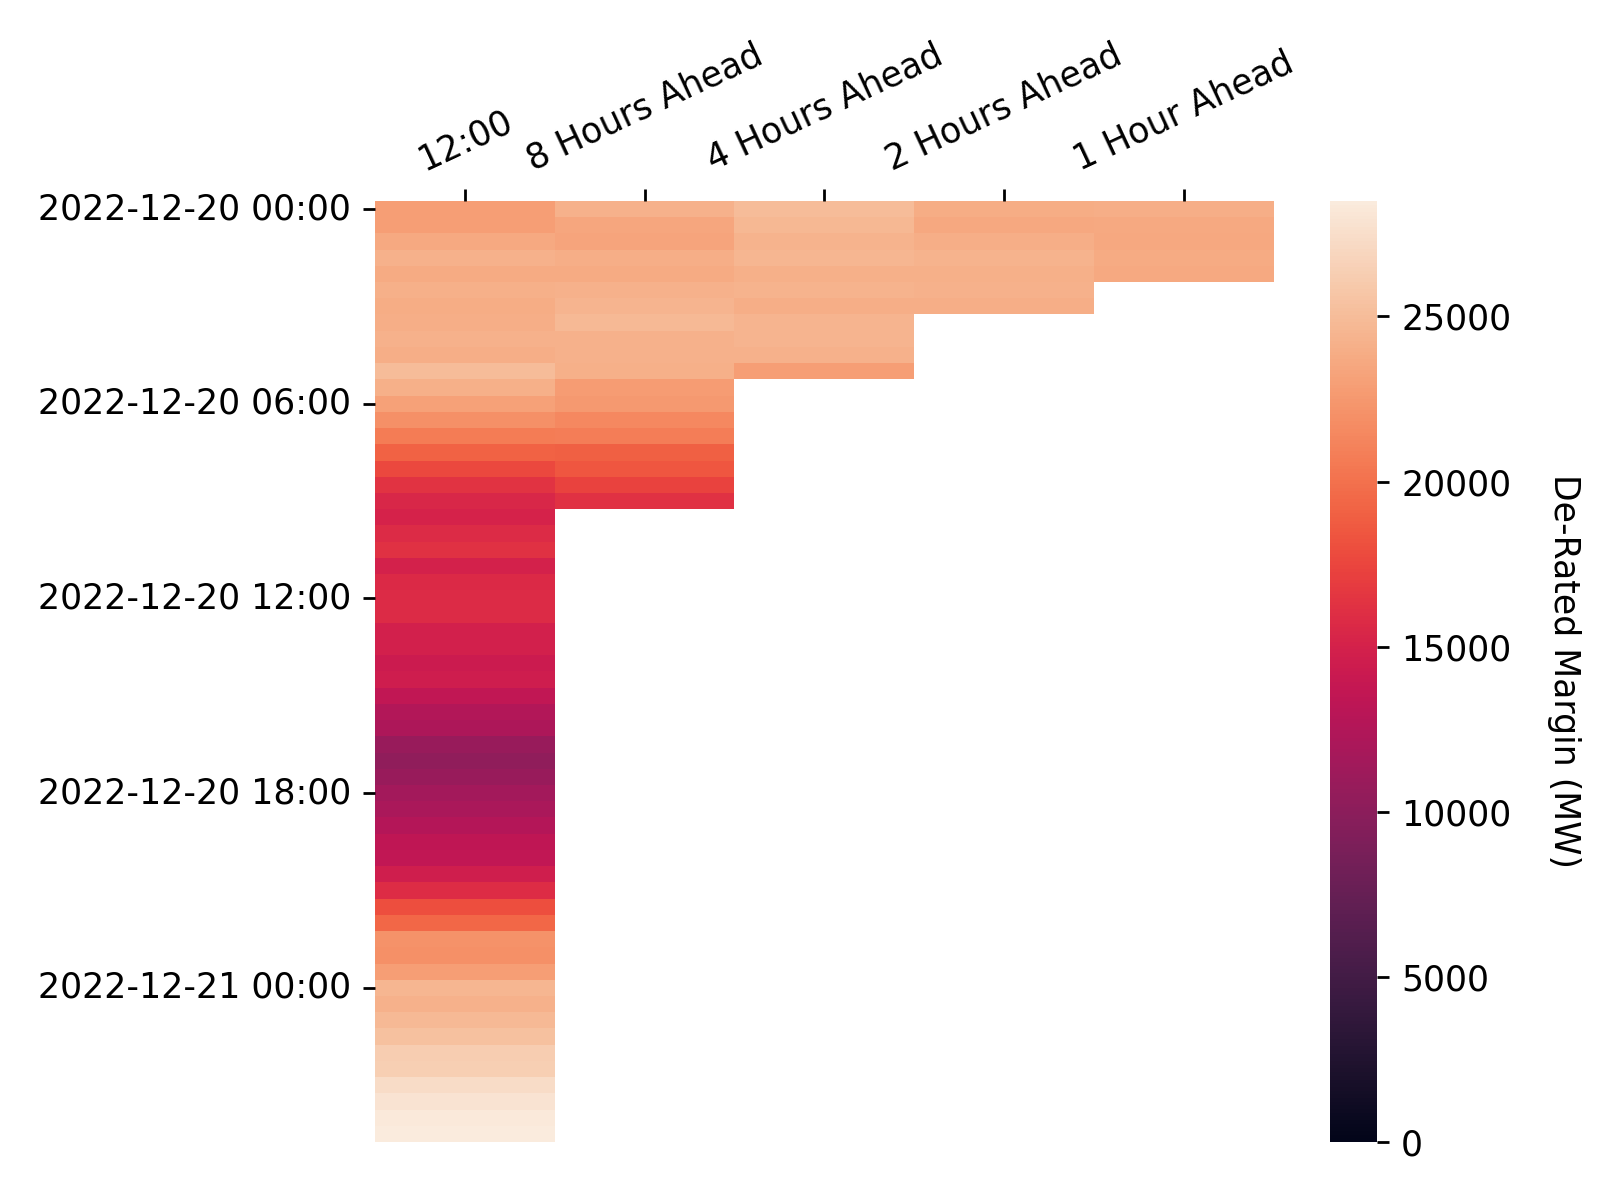 12:00
8 Hours Ahead
4 Hours Ahead
2 Hours Ahead
1 Hour Ahead
2022-12-20 00:00
2022-12-20 06:00
2022-12-20 12:00
2022-12-20 18:00
2022-12-21 00:00
25000
20000
15000
10000
5000
0
De-Rated Margin (MW)